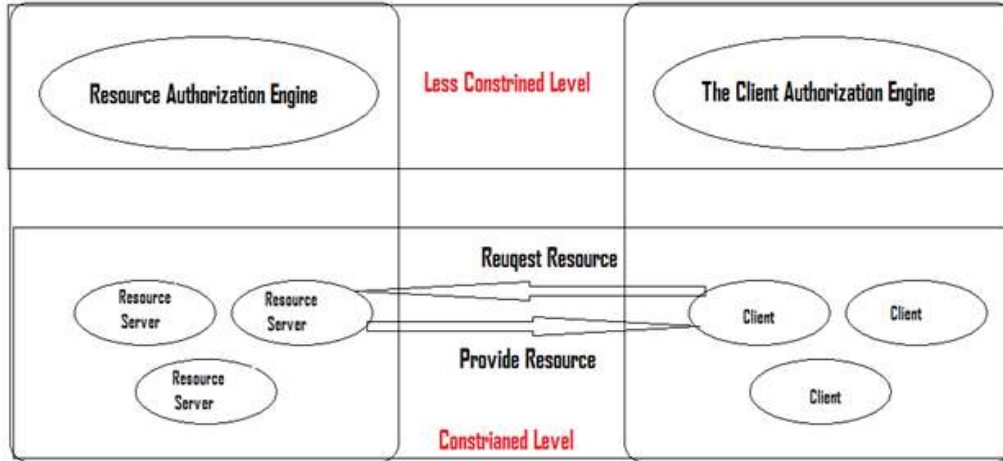 Resource Authorization Engine
Less Constrined Level
The Client Authorization Engine
Reuqest Resource
Resource
Server
Resource
Server
Client
Client
Provide Resource
Resource
Server
Client
Constrianed Level